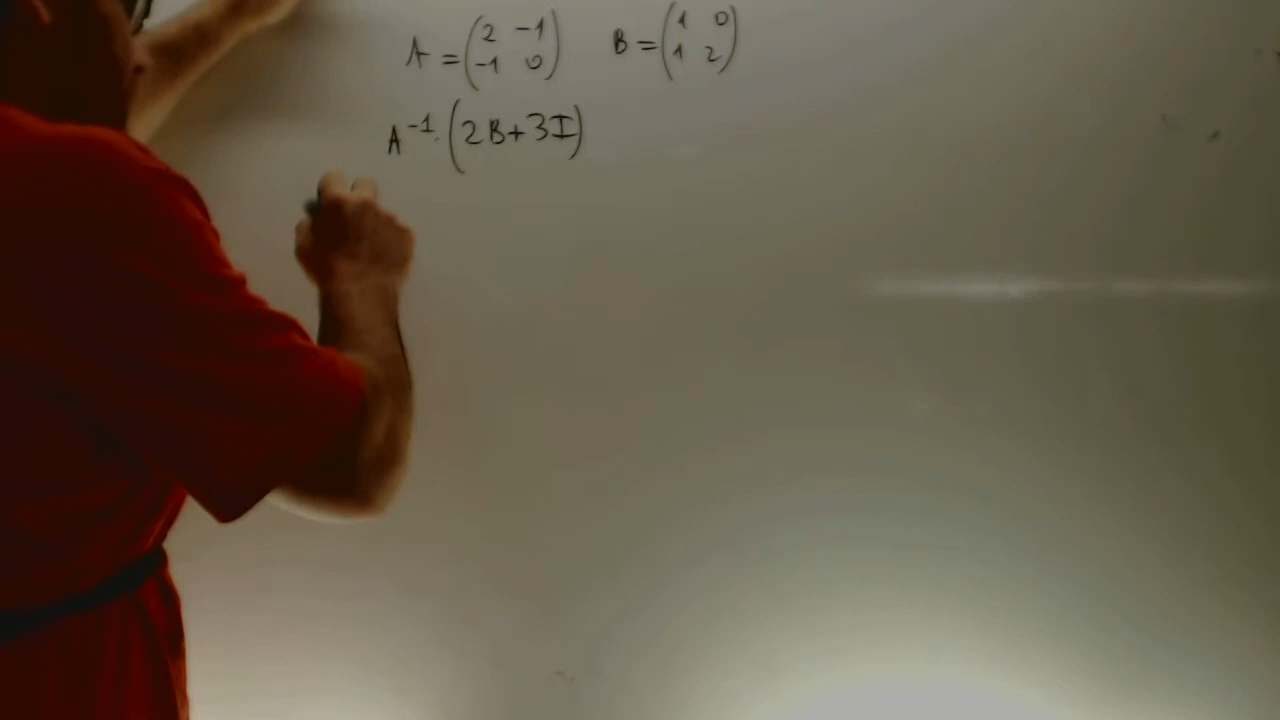 A = (2 -1 -1 0) B = (1 0 1 2)
A⁻¹·(2B+3I)